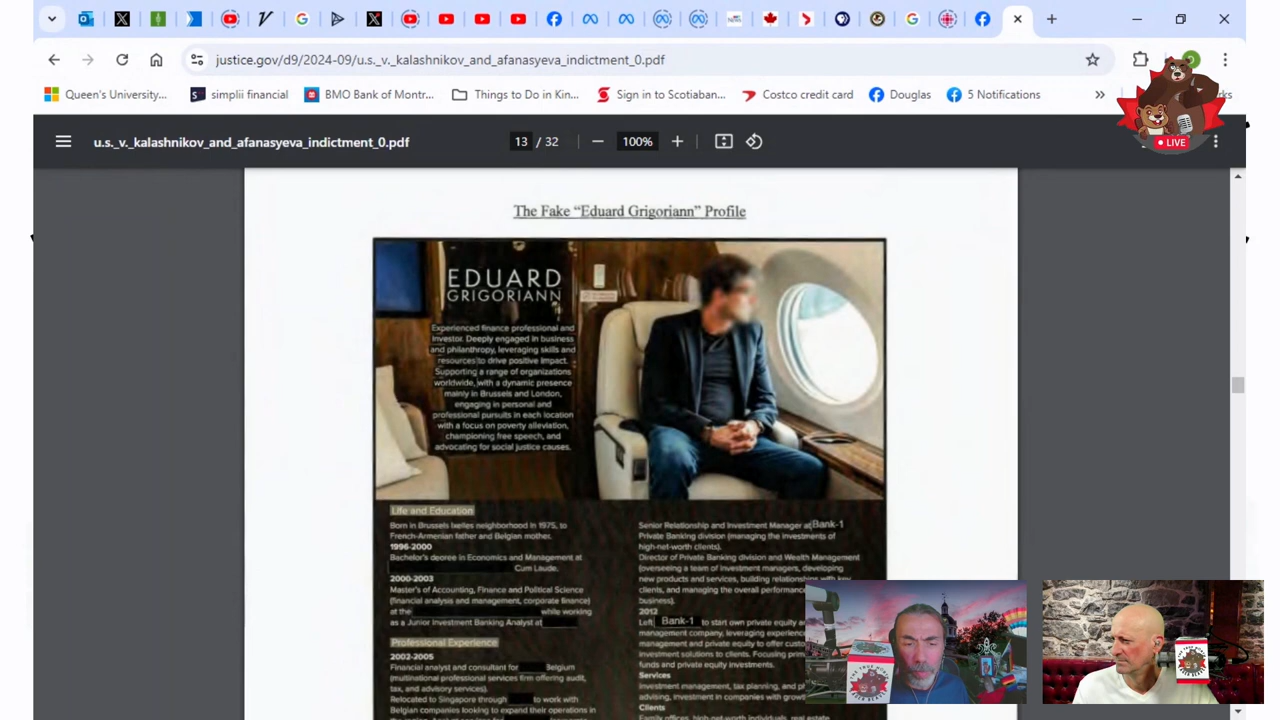 justice.gov/d9/2024-09/u.s._v._kalashnikov_and_afanasyeva_indictment_0.pdf
Queen's University...
simplii financial
BMO Bank of Montr...
Things to Do in Kin...
Sign in to Scotiaban...
Costco credit card
Douglas
5 Notifications
»
LIVE
u.s._v._kalashnikov_and_afanasyeva_indictment_0.pdf
13 / 32
100%
The Fake “Eduard Grigoriann” Profile
EDUARD
GRIGORIANN
Experienced finance professional and
Investor. Deeply engaged in business
and philanthropy, leveraging skills and
resources to drive positive impact.
Supporting a range of organizations
worldwide, with a dynamic presence
mainly in Brussels and London,
engaging in personal and
professional pursuits in each location
with a focus on poverty alleviation,
championing free speech, and
advocating for social justice causes.
Life and Education
Born in Brussels Ixelles neighborhood in 1975, to
French-Armenian father and Belgian mother.
1996-2000
Bachelor's degree in Economics and Management at
Cum Laude.
2000-2003
Master's of Accounting, Finance and Political Science
(financial analysis and management, corporate finance)
at the while working
as a Junior Investment Banking Analyst at
Professional Experience
2002-2005
Financial analyst and consultant for Belgium
(multinational professional services firm offering audit,
tax, and advisory services).
Relocated to Singapore through to work with
Belgian companies looking to expand their operations in
Senior Relationship and Investment Manager at Bank-1
Private Banking division (managing the investments of
high-net-worth clients).
Director of Private Banking division and Wealth Management
(overseeing a team of investment managers, developing
new products and services, building relationships with key
clients, and managing the overall performance
business).
2012
Left Bank-1 to start own private equity a
management company, leveraging experienc
management and private equity to offer custo
investment solutions to clients. Focusing prim
funds and private equity investments.
Services
Investment management, tax planning, and p
advising, investment in companies with growt
Clients
Family offices, high-net-worth individuals, real estate